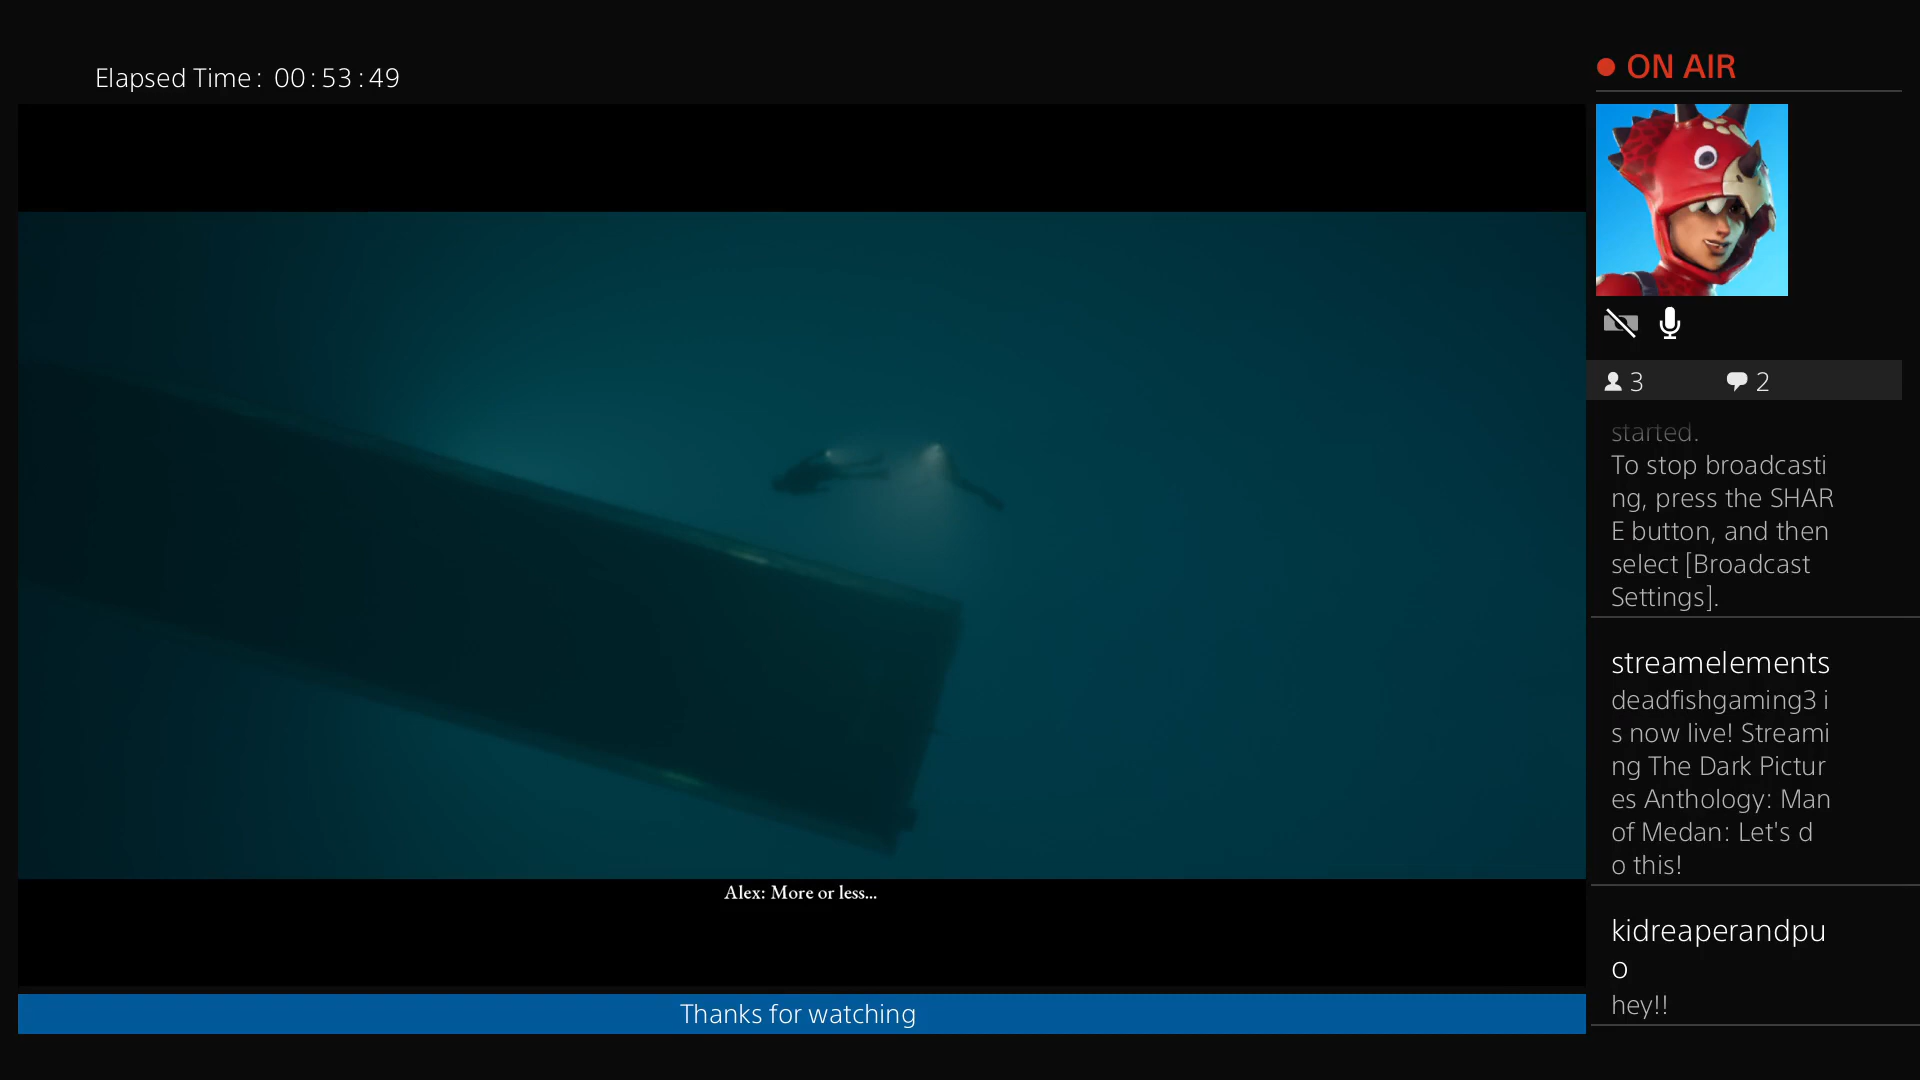 Elapsed Time: 00:53:49
ON AIR
3
2
started.
To stop broadcasti
ng, press the SHAR
E button, and then
select [Broadcast
Settings].
streamelements
deadfishgaming3 i
s now live! Streami
ng The Dark Pictur
es Anthology: Man
of Medan: Let's d
o this!
kidreaperandpu
o
hey!!
Alex: More or less...
Thanks for watching